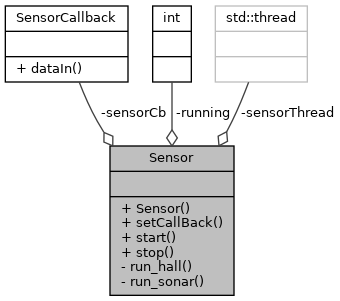 SensorCallback
int
std::thread
+ dataIn()
-sensorCb
-running
-sensorThread
Sensor
+ Sensor()
+ setCallBack()
+ start()
+ stop()
- run_hall()
- run_sonar()